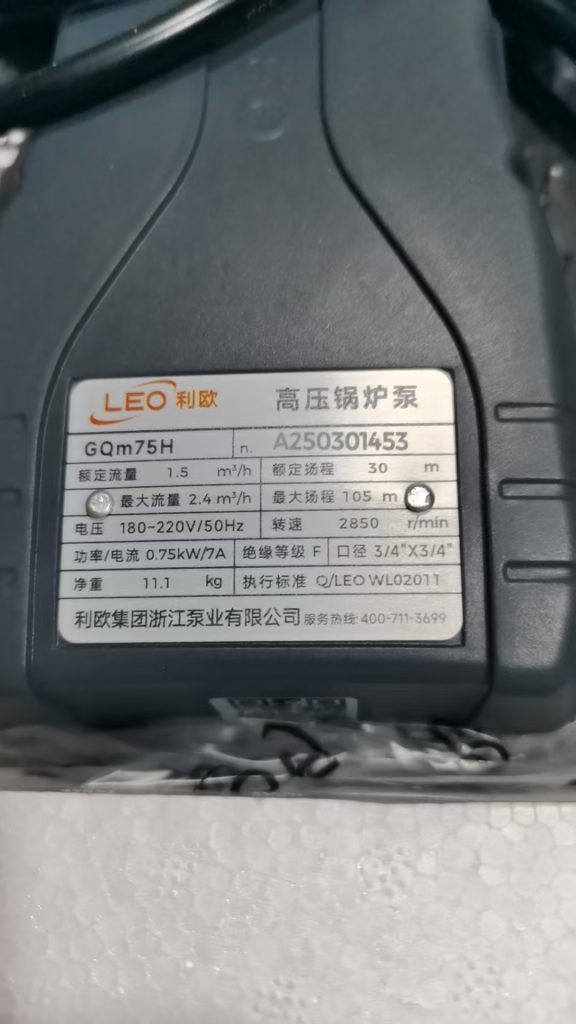 LEO 利欧 高压锅炉泵
GQm75H n. A250301453
额定流量 1.5 m³/h 额定扬程 30 m
最大流量 2.4 m³/h 最大扬程 105 m
电压 180~220V/50Hz 转速 2850 r/min
功率/电流 0.75kW/7A 绝缘等级 F 口径 3/4"X3/4"
净重 11.1 kg 执行标准 Q/LEO WL02011
利欧集团浙江泵业有限公司 服务热线: 400-711-3699